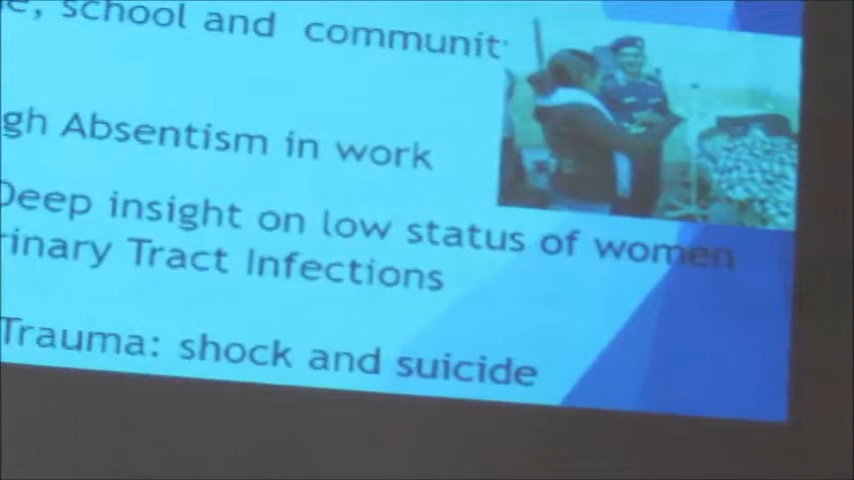 school and communit
gh Absentism in work
Deep insight on low status of women
rinary Tract Infections
Trauma: shock and suicide